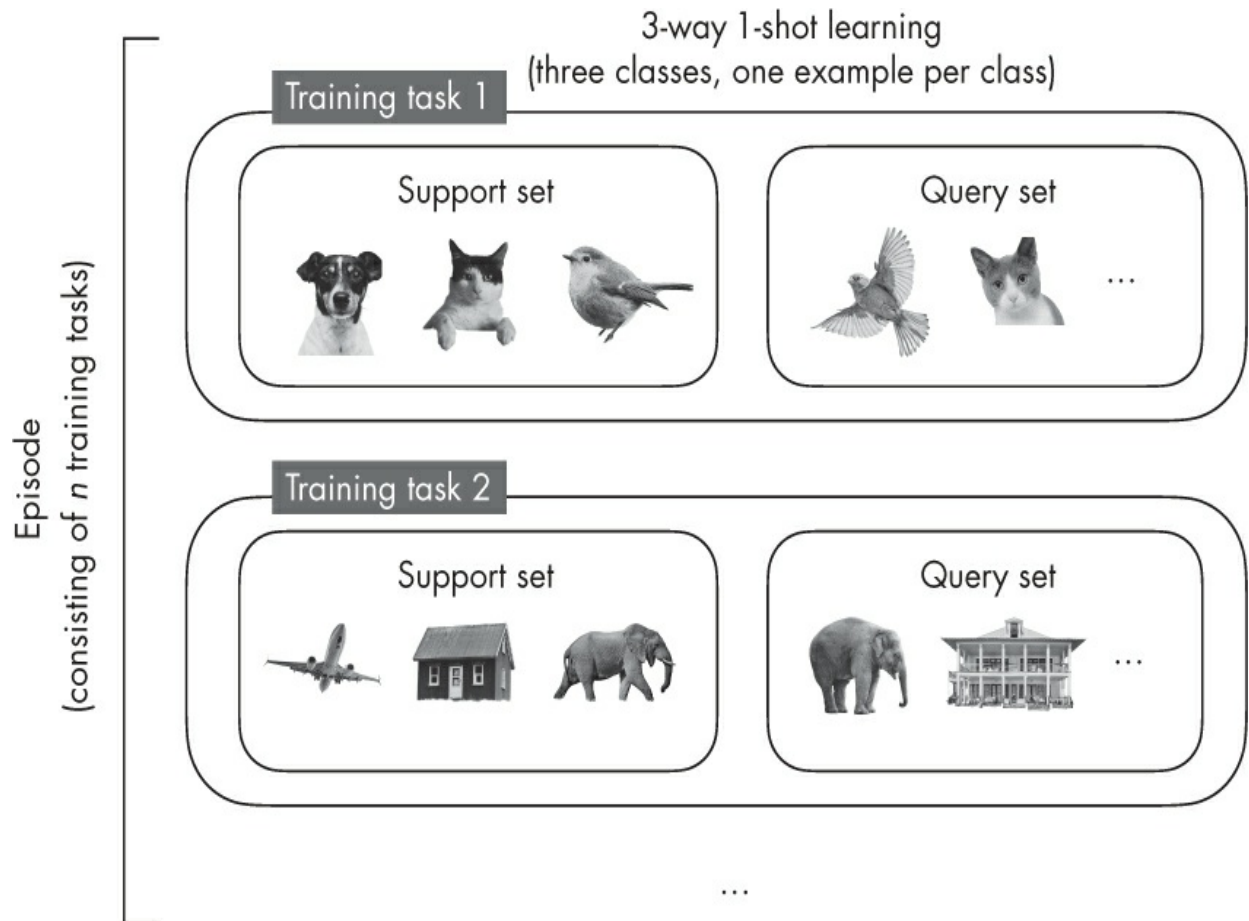 3-way 1-shot learning
(three classes, one example per class)
Training task 1
Support set
Query set
...
Episode
(consisting of n training tasks)
Training task 2
Support set
Query set
...
...